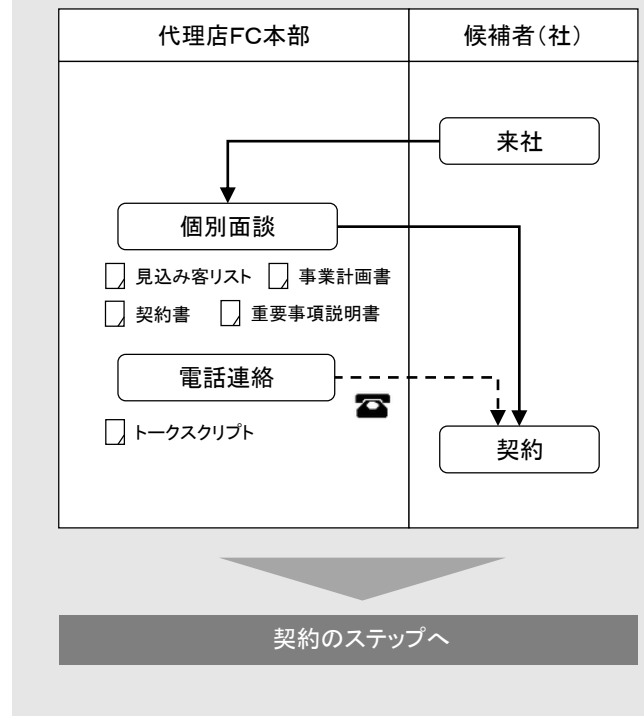 代理店FC本部
候補者（社）
来社
個別面談
見込み客リスト 事業計画書
契約書 重要事項説明書
電話連絡
トークスクリプト
契約
契約のステップへ